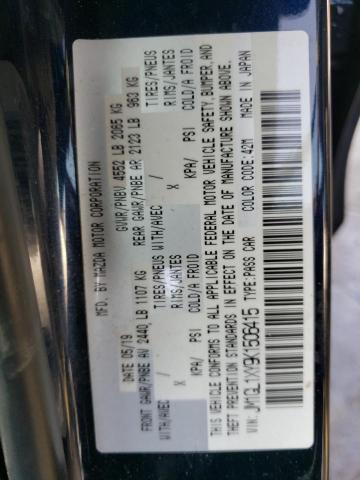 MFD. BY MAZDA MOTOR CORPORATION
DATE 05/19 GVWR/PNBV 4552 LB 2065 KG
FRONT GAWR/PNBE AV 2440 LB 1107 KG REAR GAWR/PNBE AR 2123 LB 963 KG
/WITH/AVEC / TIRES/PNEUS WITH/AVEC/ TIRES/PNEUS
X RIMS/JANTES X RIMS/JANTES
KPA/ PSI COLD/A FROID KPA/ PSI COLD/A FROID
THIS VEHICLE CONFORMS TO ALL APPLICABLE FEDERAL MOTOR VEHICLE SAFETY, BUMPER, AND
THEFT PREVENTION STANDARDS IN EFFECT ON THE DATE OF MANUFACTURE SHOWN ABOVE.
VIN: JM1GL1XY9K1506415 TYPE:PASS CAR COLOR CODE:42M MADE IN JAPAN